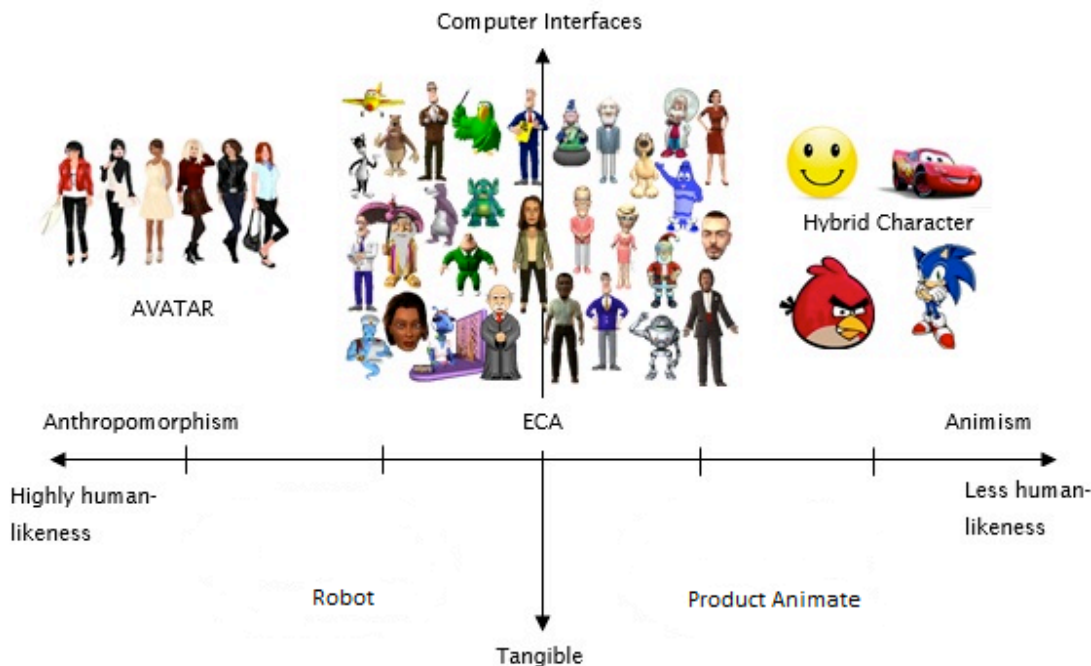 Computer Interfaces
Hybrid Character
AVATAR
Anthropomorphism
ECA
Animism
Highly human-
likeness
Less human-
likeness
Robot
Product Animate
Tangible